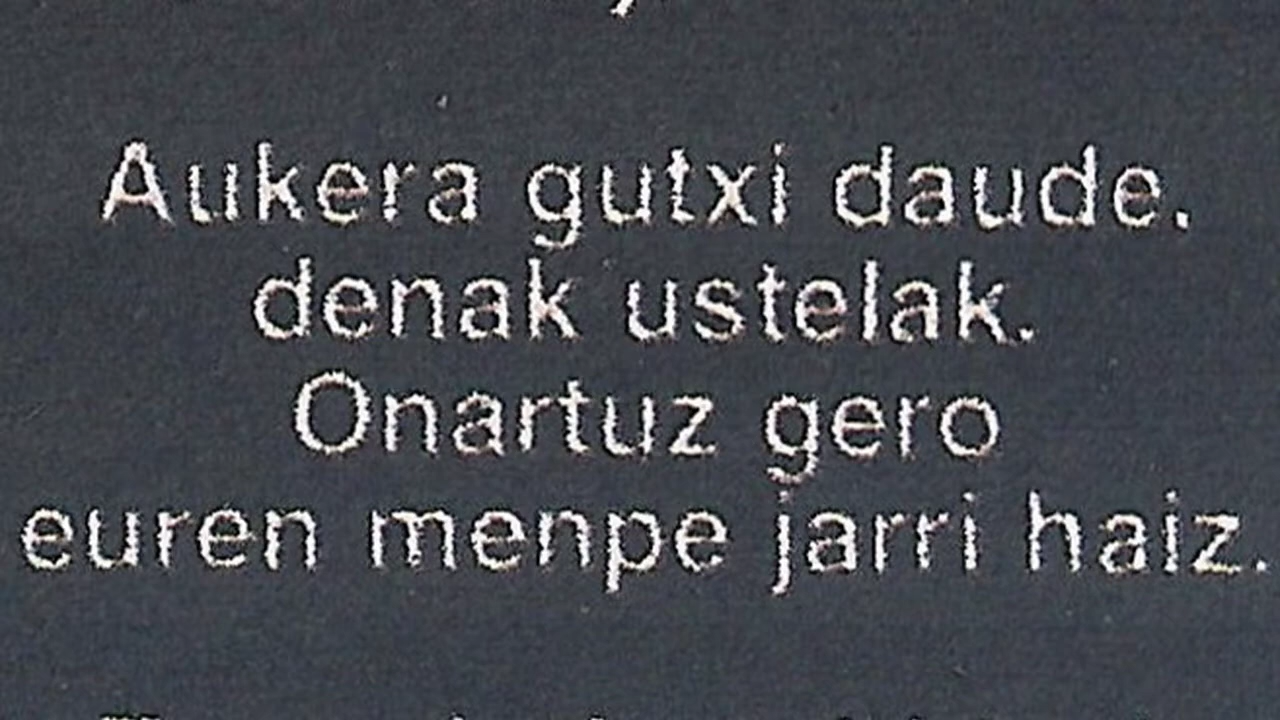 Aukera gutxi daude.
denak ustelak.
Onartuz gero
euren menpe jarri haiz.